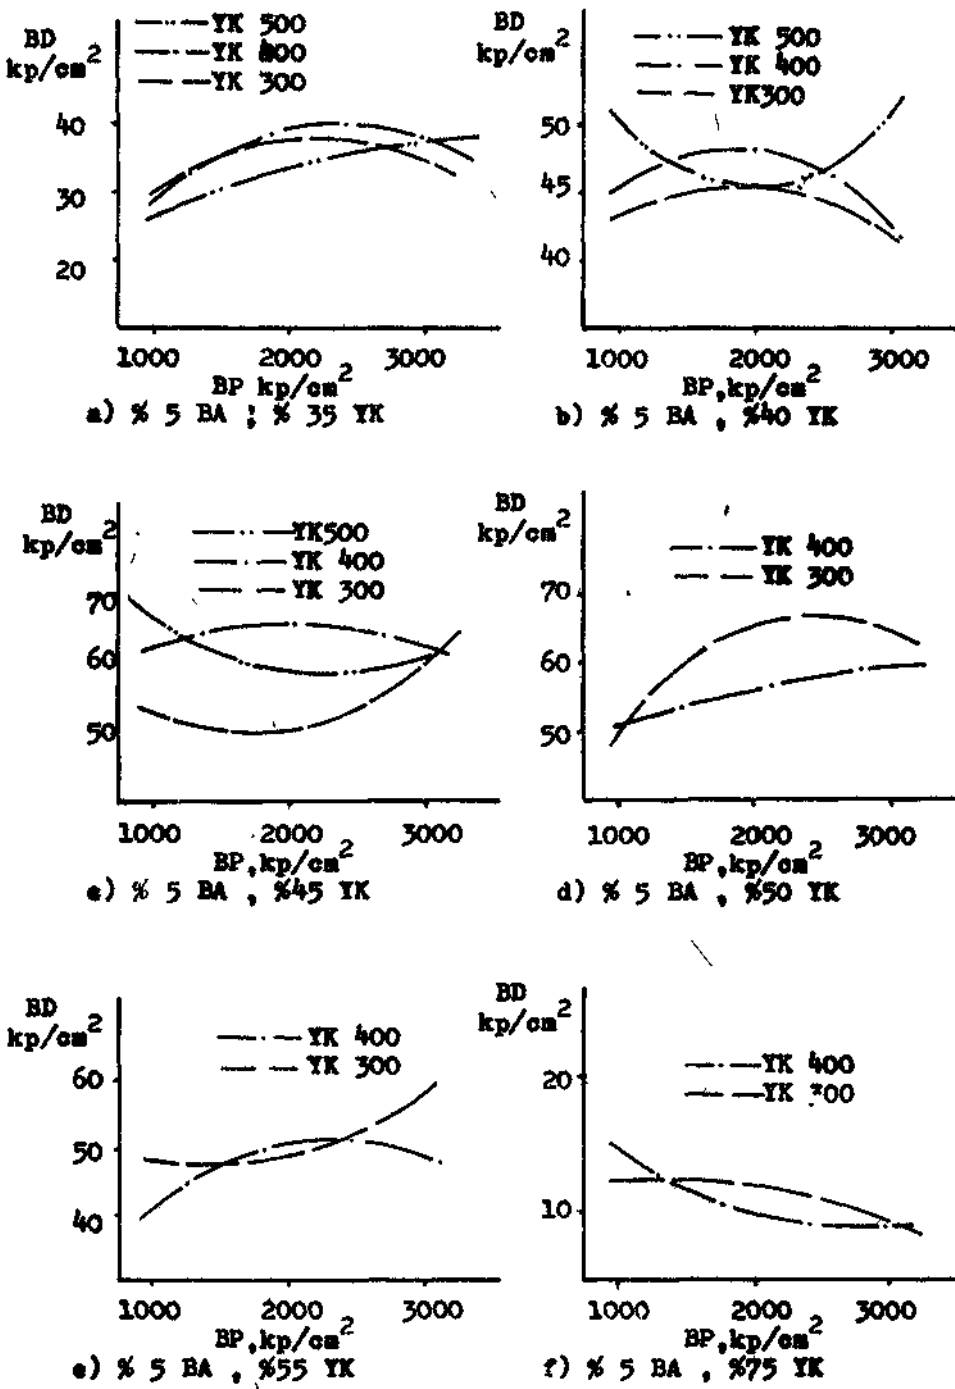 BD
kp/cm²
YK 500
YK 400
YK 300
40
30
20
1000 2000 3000
BP kp/cm²
a) % 5 BA ; % 35 YK
BD
kp/cm²
YK 500
YK 400
YK300
50
45
40
1000 2000 3000
BP,kp/cm²
b) % 5 BA , %40 YK
BD
kp/cm²
YK500
YK 400
YK 300
70
60
50
1000 2000 3000
BP,kp/cm²
c) % 5 BA , %45 YK
BD
kp/cm²
YK 400
YK 300
70
60
50
1000 2000 3000
BP,kp/cm²
d) % 5 BA , %50 YK
BD
kp/cm²
YK 400
YK 300
60
50
40
1000 2000 3000
BP,kp/cm²
e) % 5 BA , %55 YK
BD
kp/cm²
YK 400
YK 300
20
10
1000 2000 3000
BP,kp/cm²
f) % 5 BA , %75 YK